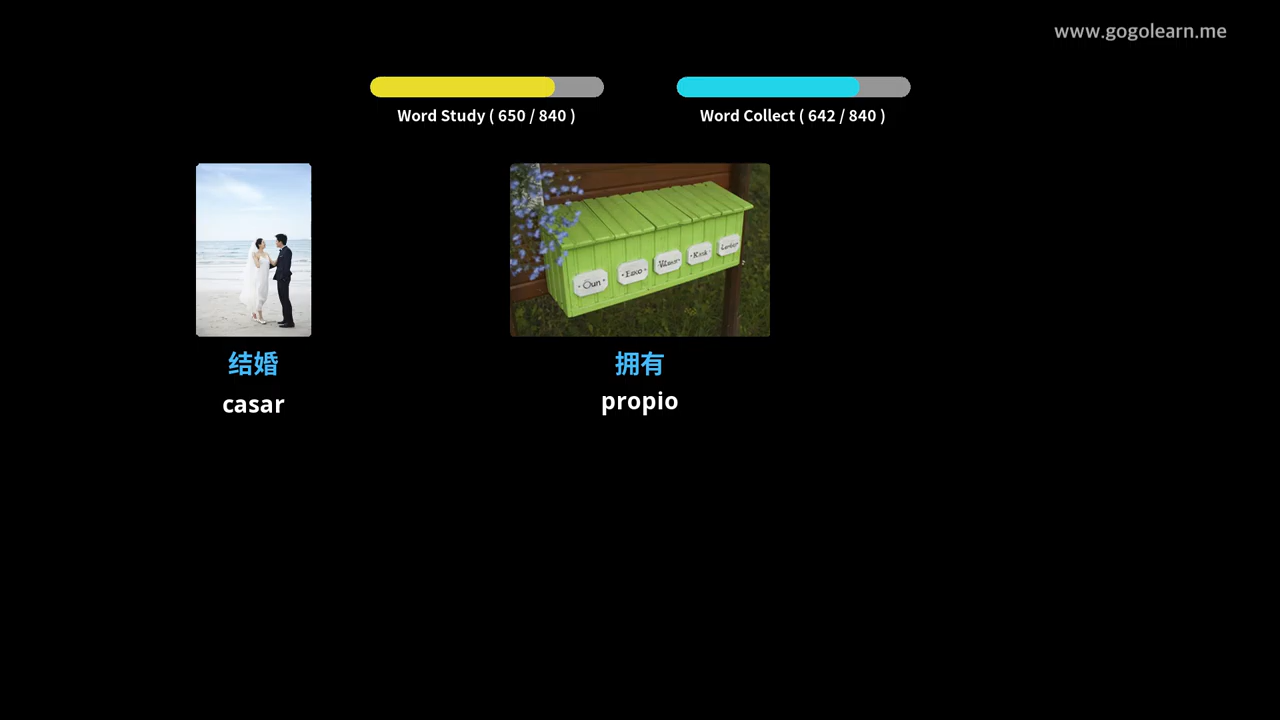 www.gogolearn.me
Word Study ( 650 / 840 )
Word Collect ( 642 / 840 )
结婚
casar
拥有
propio